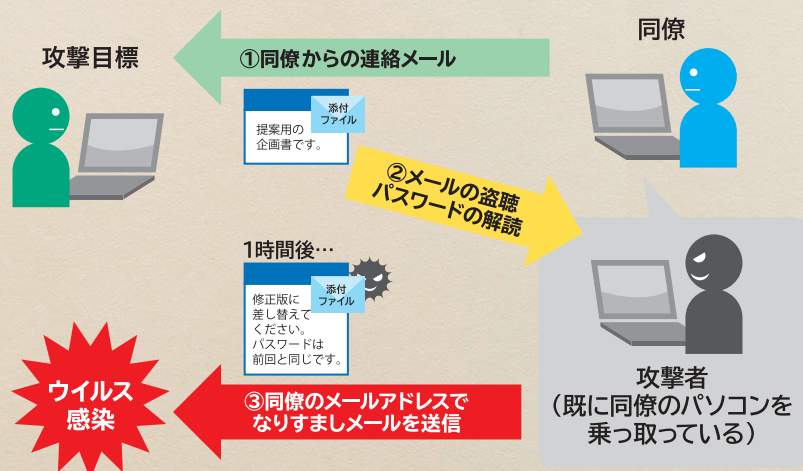 攻撃目標
①同僚からの連絡メール
同僚
添付
ファイル
提案用の
企画書です。
②メールの盗聴
パスワードの解読
1時間後…
添付
ファイル
修正版に
差し替えて
ください。
パスワードは
前回と同じです。
ウイルス
感染
③同僚のメールアドレスで
なりすましメールを送信
攻撃者
（既に同僚のパソコンを
乗っ取っている）